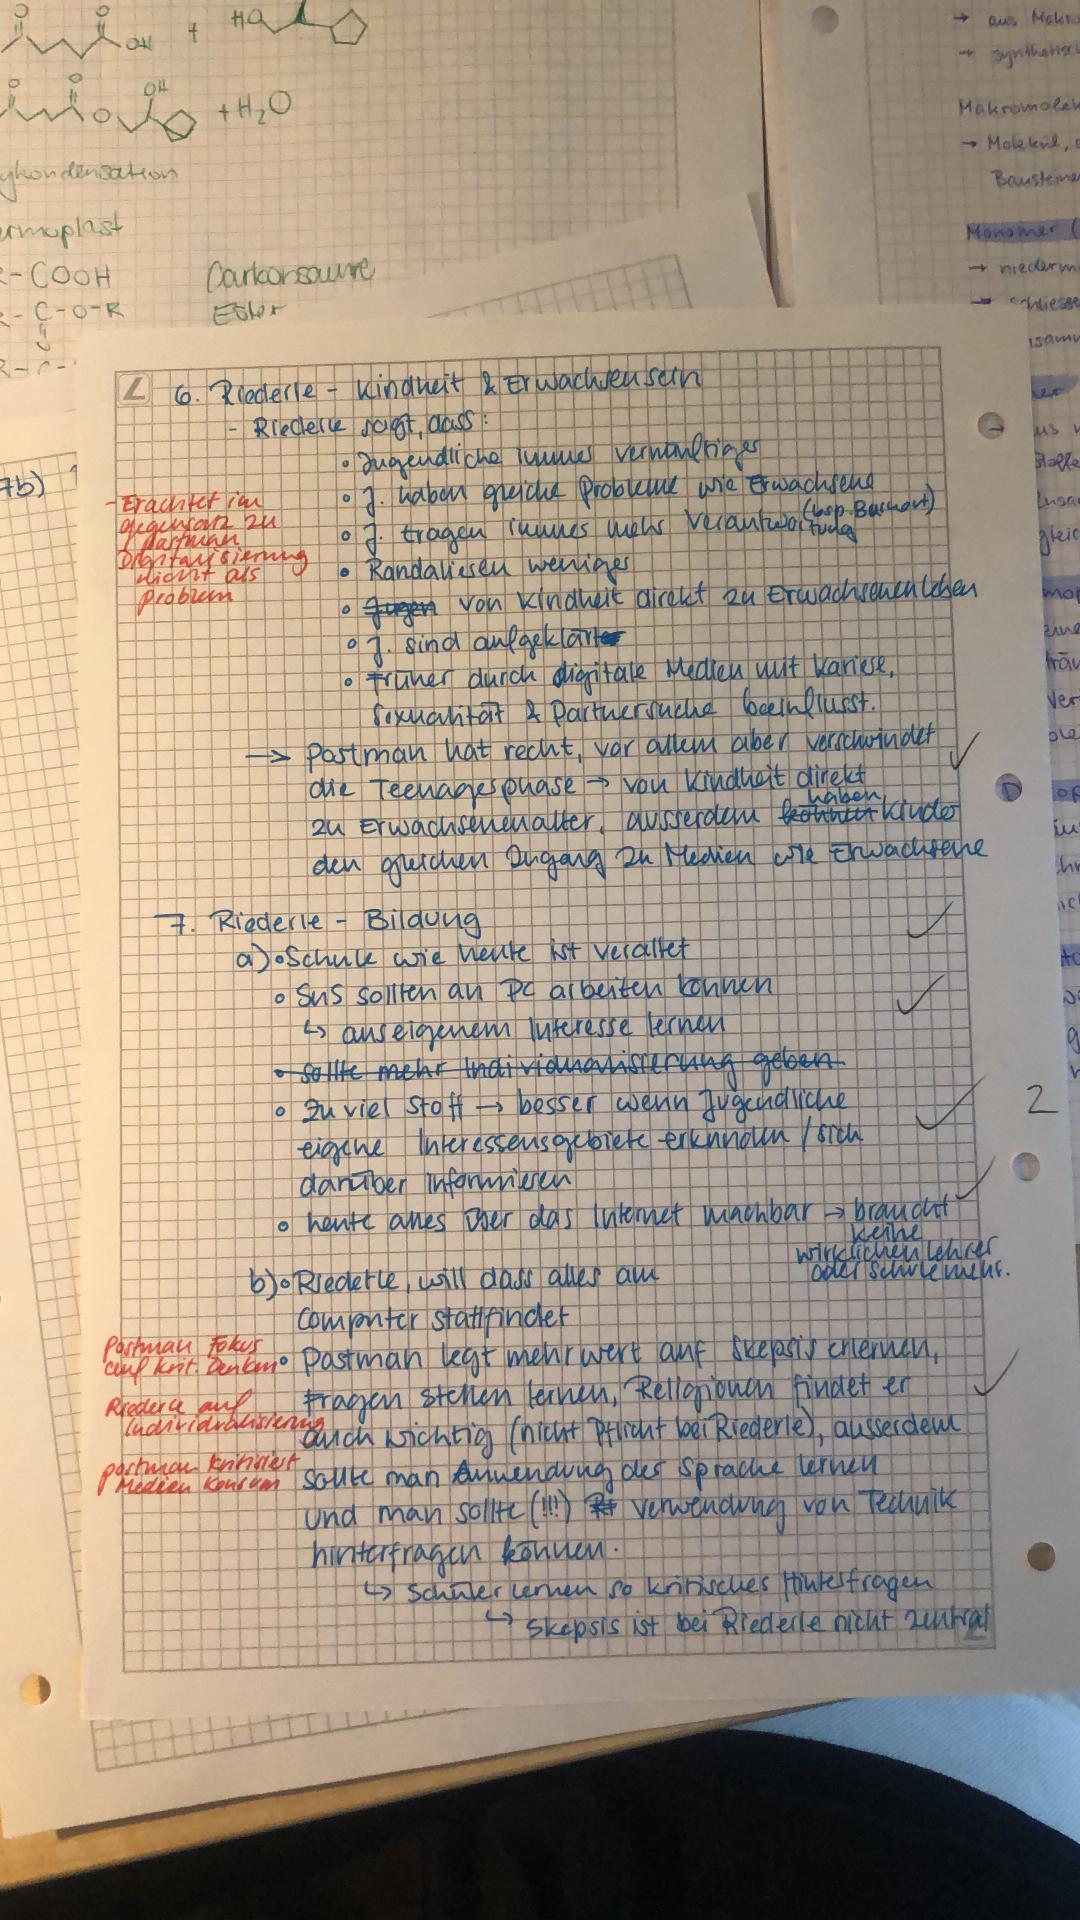 OH + HO
OH
O + H2O
ykondensation
ermoplast
R-COOH Carbonsäure
R-C-O-R Ester
→ aus Makro
→ synthetisch
Makromolek
→ Molekül,
Bausteine
Monomer (
→ niederm
→ schliesse
7b)
6. Riederle - Kindheit & Erwachsensein
- Riederle sagt, dass:
• Jugendliche immer vernünftiger
• J. haben gleiche Probleme wie Erwachsene
(bsp. Burnout)
• J. tragen immer mehr Verantwortung
• Randalieren weniger
• Jugen von Kindheit direkt zu Erwachsenenleben
• J. sind aufgeklärt
• früher durch digitale Medien mit Karriere,
Sexualität & Partnersuche beeinflusst.
- Erachtet im
gegensatz zu
Postman
Digitalisierung
nicht als
Problem
→ Postman hat recht, vor allem aber verschwindet
die Teenagerphase → von Kindheit direkt
zu Erwachsenenalter, ausserdem haben Kinder
den gleichen Zugang zu Medien wie Erwachsene
7. Riederle - Bildung
a) • Schule wie heute ist veraltet
• SuS sollten an PC arbeiten können
↳ aus eigenem Interesse lernen
• sollte mehr Individualisierung geben
• zu viel Stoff → besser wenn Jugendliche
eigene Interessensgebiete erkunden / sich
darüber informieren
2
• heute alles über das Internet machbar → braucht
keine
wirklichen Lehrer
oder Schule mehr.
b) • Riederle, will dass alles am
Computer stattfindet
• Postman legt mehr wert auf Skepsis erlernen,
Fragen stellen lernen, Religionen findet er
auch wichtig (nicht Pflicht bei Riederle), ausserdem
sollte man Anwendung der Sprache lernen
und man sollte (!!!) verwendung von Technik
hinterfragen können.
↳ Schüler lernen so kritisches Hinterfragen
↳ Skepsis ist bei Riederle nicht zentral
Postman Fokus
auf krit. Denken
Riederle auf
Individualisierung
Postman kritisiert
Medien Konsum